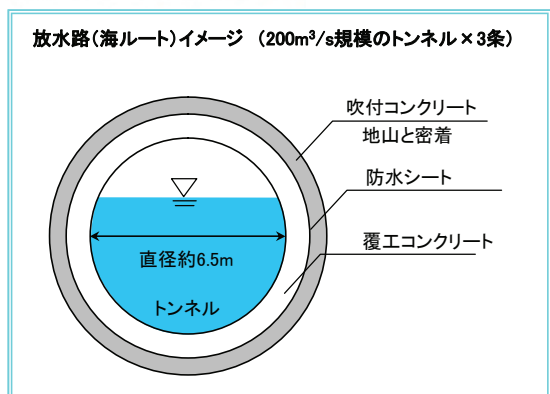 放水路(海ルート)イメージ (200m³/s規模のトンネル×3条)
吹付コンクリート
地山と密着
防水シート
覆工コンクリート
直径約6.5m
トンネル